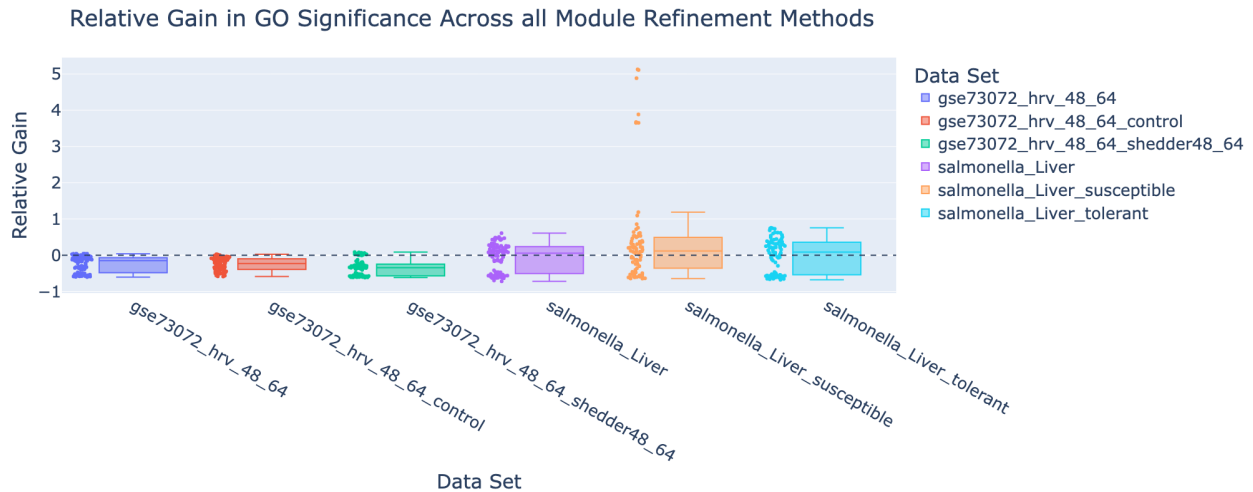 Relative Gain in GO Significance Across all Module Refinement Methods
Relative Gain
5
4
3
2
1
0
−1
gse73072_hrv_48_64
gse73072_hrv_48_64_control
gse73072_hrv_48_64_shedder48_64
salmonella_Liver
salmonella_Liver_susceptible
salmonella_Liver_tolerant
Data Set
Data Set
gse73072_hrv_48_64
gse73072_hrv_48_64_control
gse73072_hrv_48_64_shedder48_64
salmonella_Liver
salmonella_Liver_susceptible
salmonella_Liver_tolerant